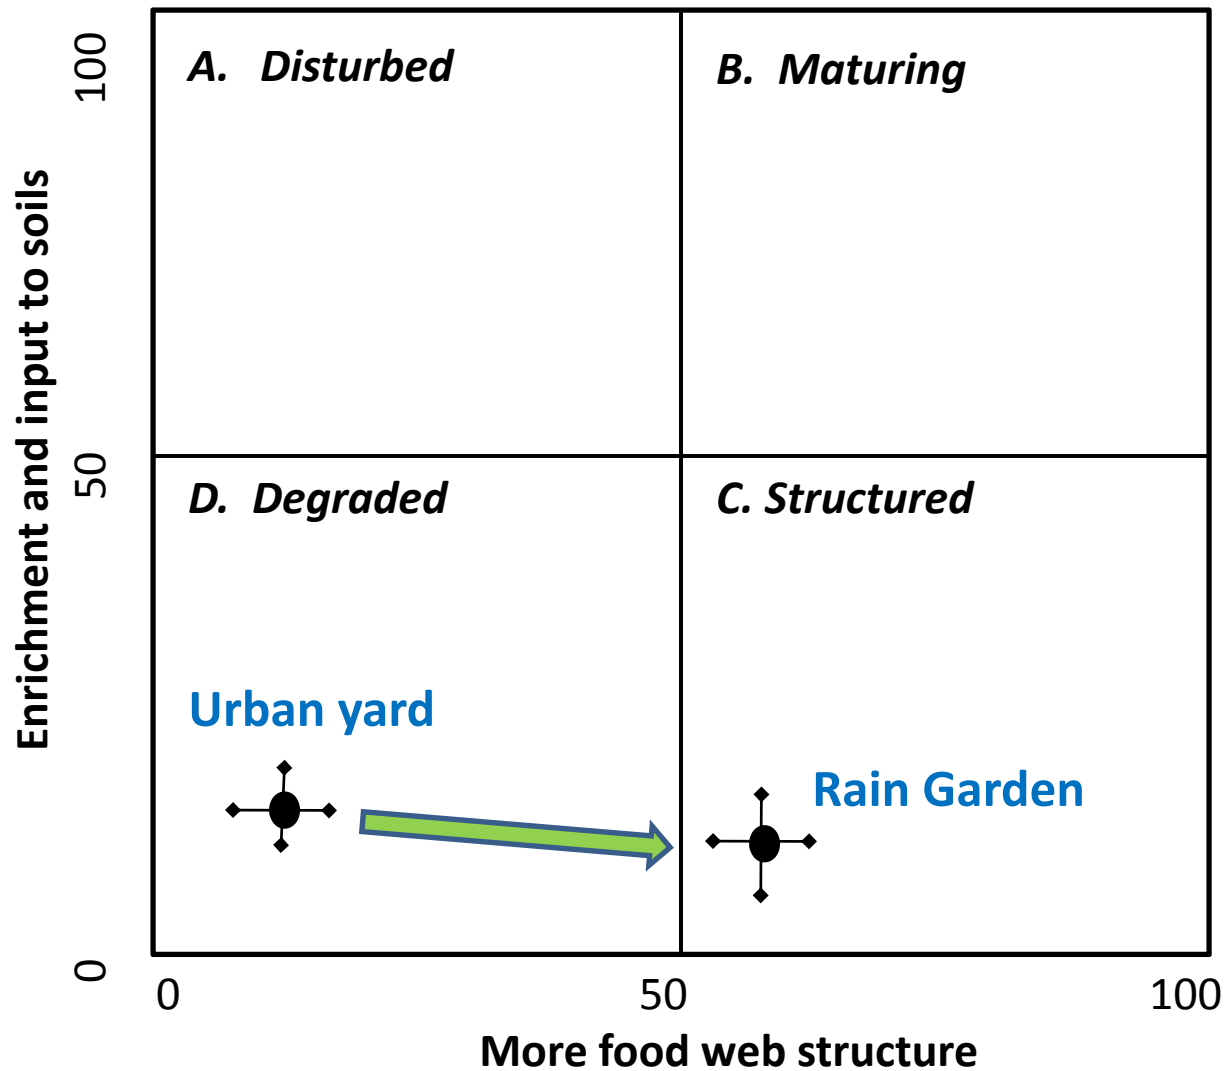 100
A. Disturbed
B. Maturing
Enrichment and input to soils
50
D. Degraded
C. Structured
Urban yard
Rain Garden
0
0
50
100
More food web structure